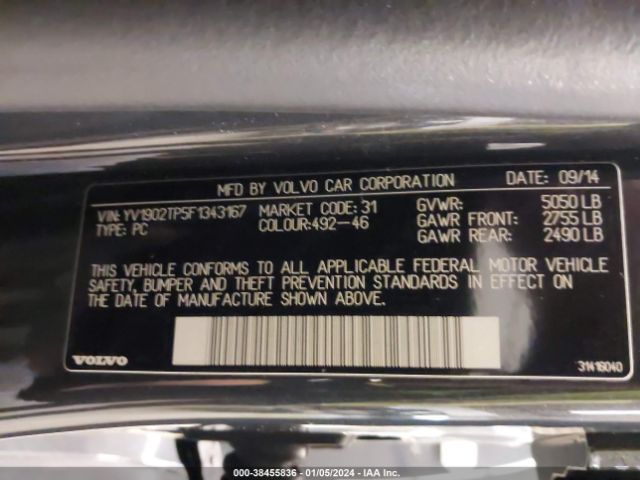 MFD BY VOLVO CAR CORPORATION DATE: 09/14
VIN: YV1902TP5F1343167 MARKET CODE: 31 GVWR: 5050 LB
TYPE: PC COLOUR: 492-46 GAWR FRONT: 2755 LB
GAWR REAR: 2490 LB
THIS VEHICLE CONFORMS TO ALL APPLICABLE FEDERAL MOTOR VEHICLE
SAFETY, BUMPER AND THEFT PREVENTION STANDARDS IN EFFECT ON
THE DATE OF MANUFACTURE SHOWN ABOVE.
VOLVO 31416040
000-38455836 - 01/05/2024 - IAA Inc.